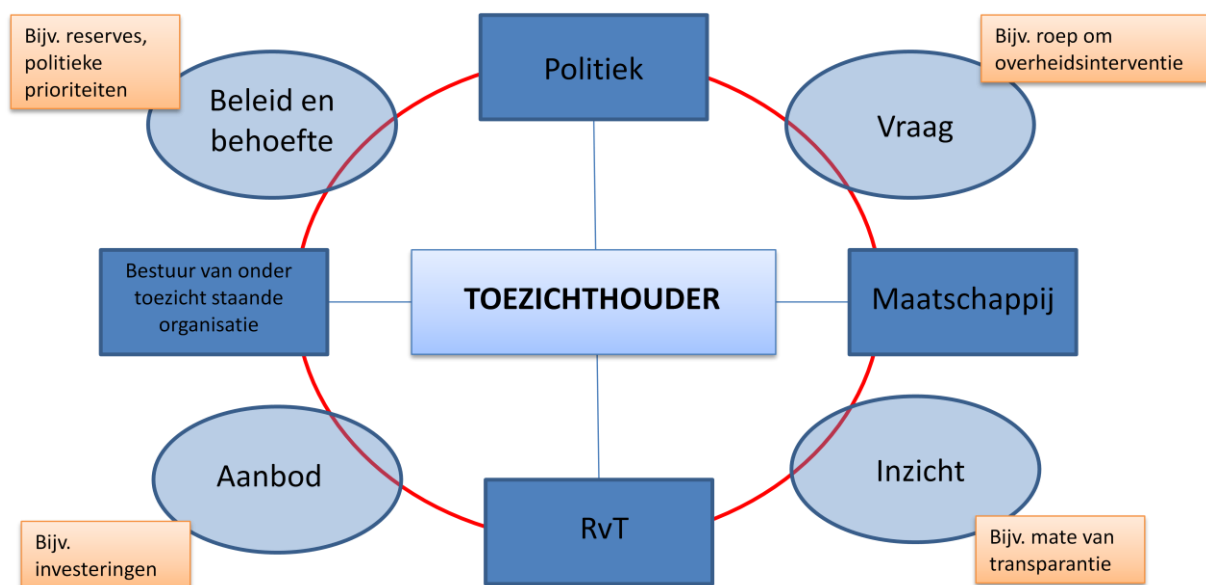 Bijv. reserves,
politieke
prioriteiten
Beleid en
behoefte
Politiek
Bijv. roep om
overheidsinterventie
Vraag
Bestuur van onder
toezicht staande
organisatie
TOEZICHTHOUDER
Maatschappij
Aanbod
Bijv.
investeringen
RvT
Inzicht
Bijv. mate van
transparantie